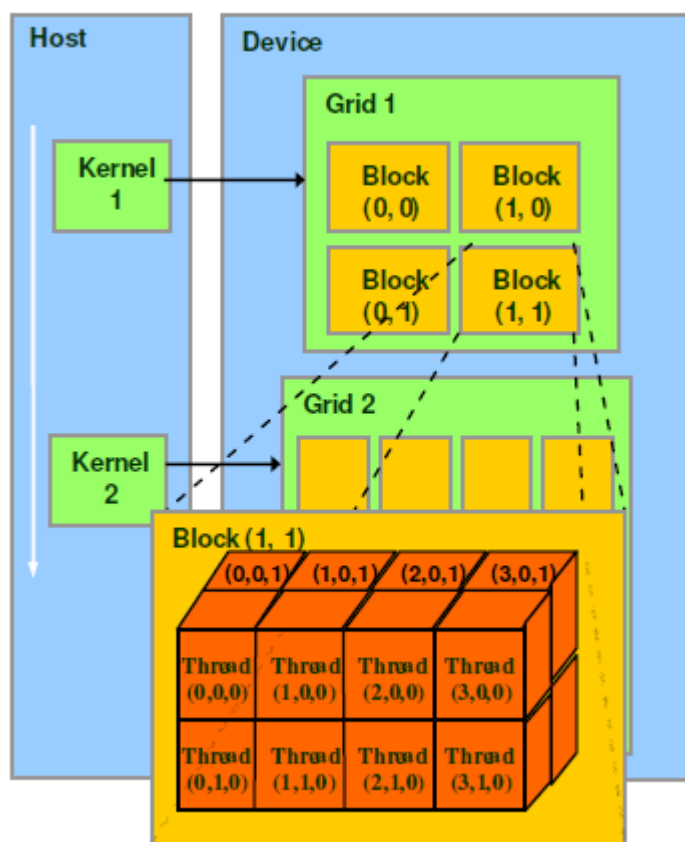 Host
Device
Grid 1
Kernel
1
Block
(0, 0)
Block
(1, 0)
Block
(0, 1)
Block
(1, 1)
Grid 2
Kernel
2
Block (1, 1)
(0,0,1) (1,0,1) (2,0,1) (3,0,1)
Thread
(0,0,0)
Thread
(1,0,0)
Thread
(2,0,0)
Thread
(3,0,0)
Thread
(0,1,0)
Thread
(1,1,0)
Thread
(2,1,0)
Thread
(3,1,0)